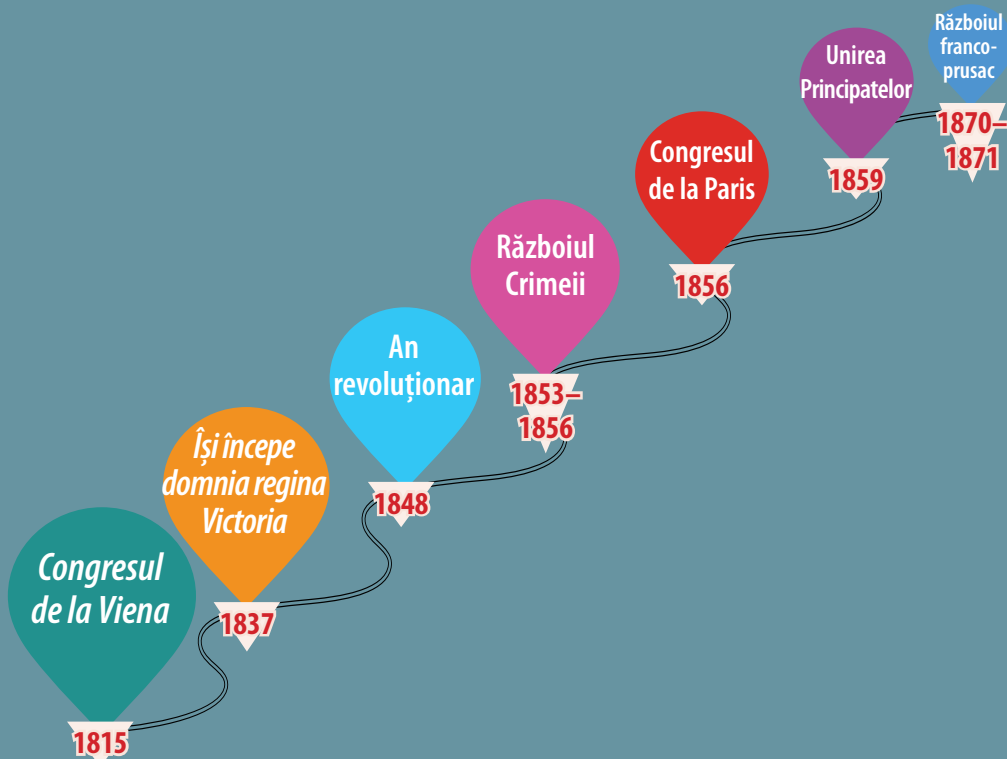 Congresul
de la Viena
1815
Își începe
domnia regina
Victoria
1837
An
revoluționar
1848
Războiul
Crimeii
1853–
1856
Congresul
de la Paris
1856
Unirea
Principatelor
1859
Războiul
franco-
prusac
1870–
1871